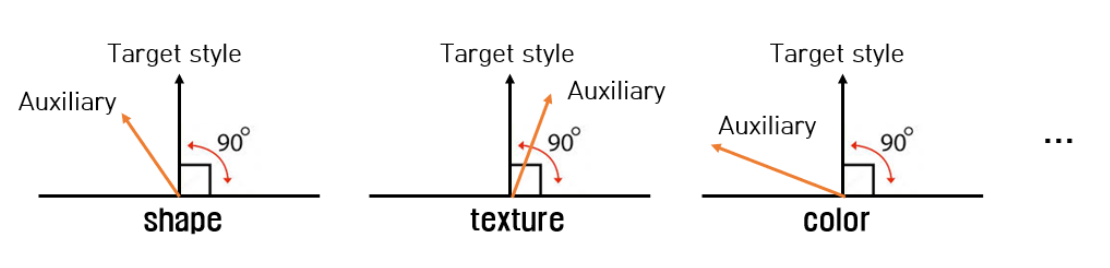 Target style
Target style
Target style
Auxiliary
Auxiliary
Auxiliary
90°
90°
90°
...
shape
texture
color